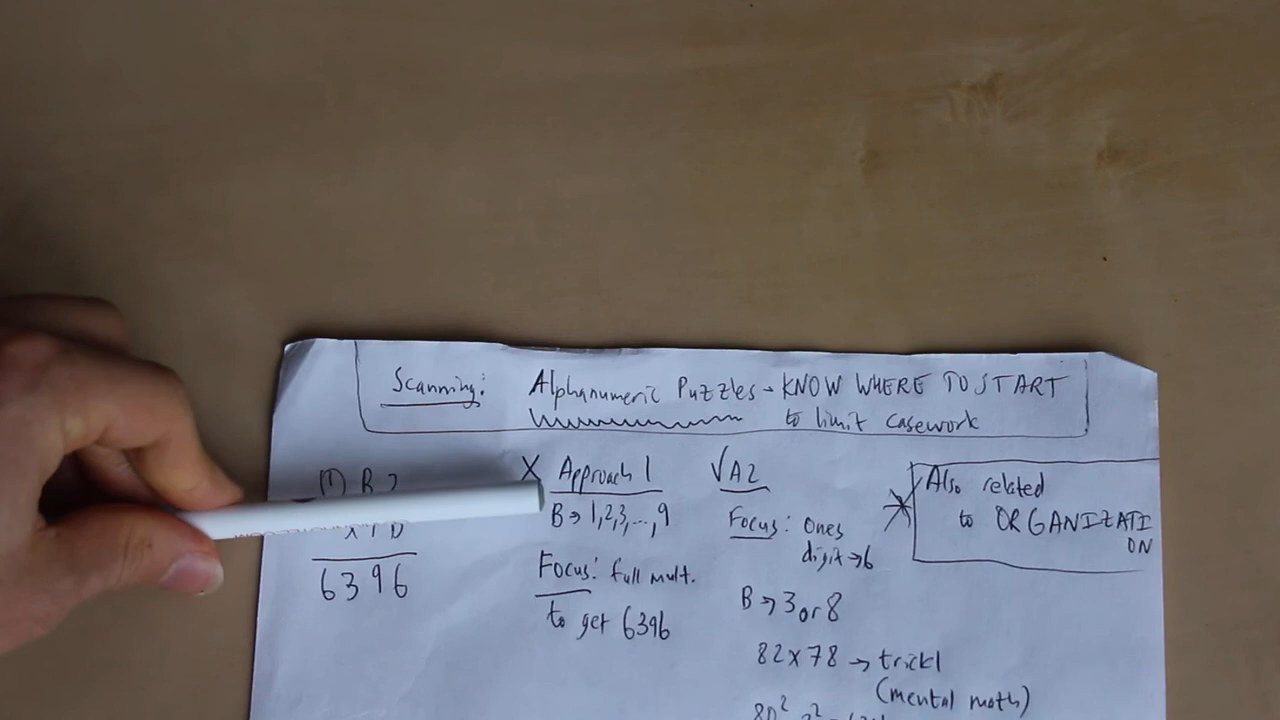 Scanning: Alphanumeric Puzzles → KNOW WHERE TO START
to limit casework
① B 2
6396
X Approach 1
B → 1,2,3,...,9
Focus: full mult.
to get 6396
√ A2
Focus: Ones
digit → 6
B → 3 or 8
82 x 78 → trick!
(mental math)
Also related
to ORGANIZATI
ON